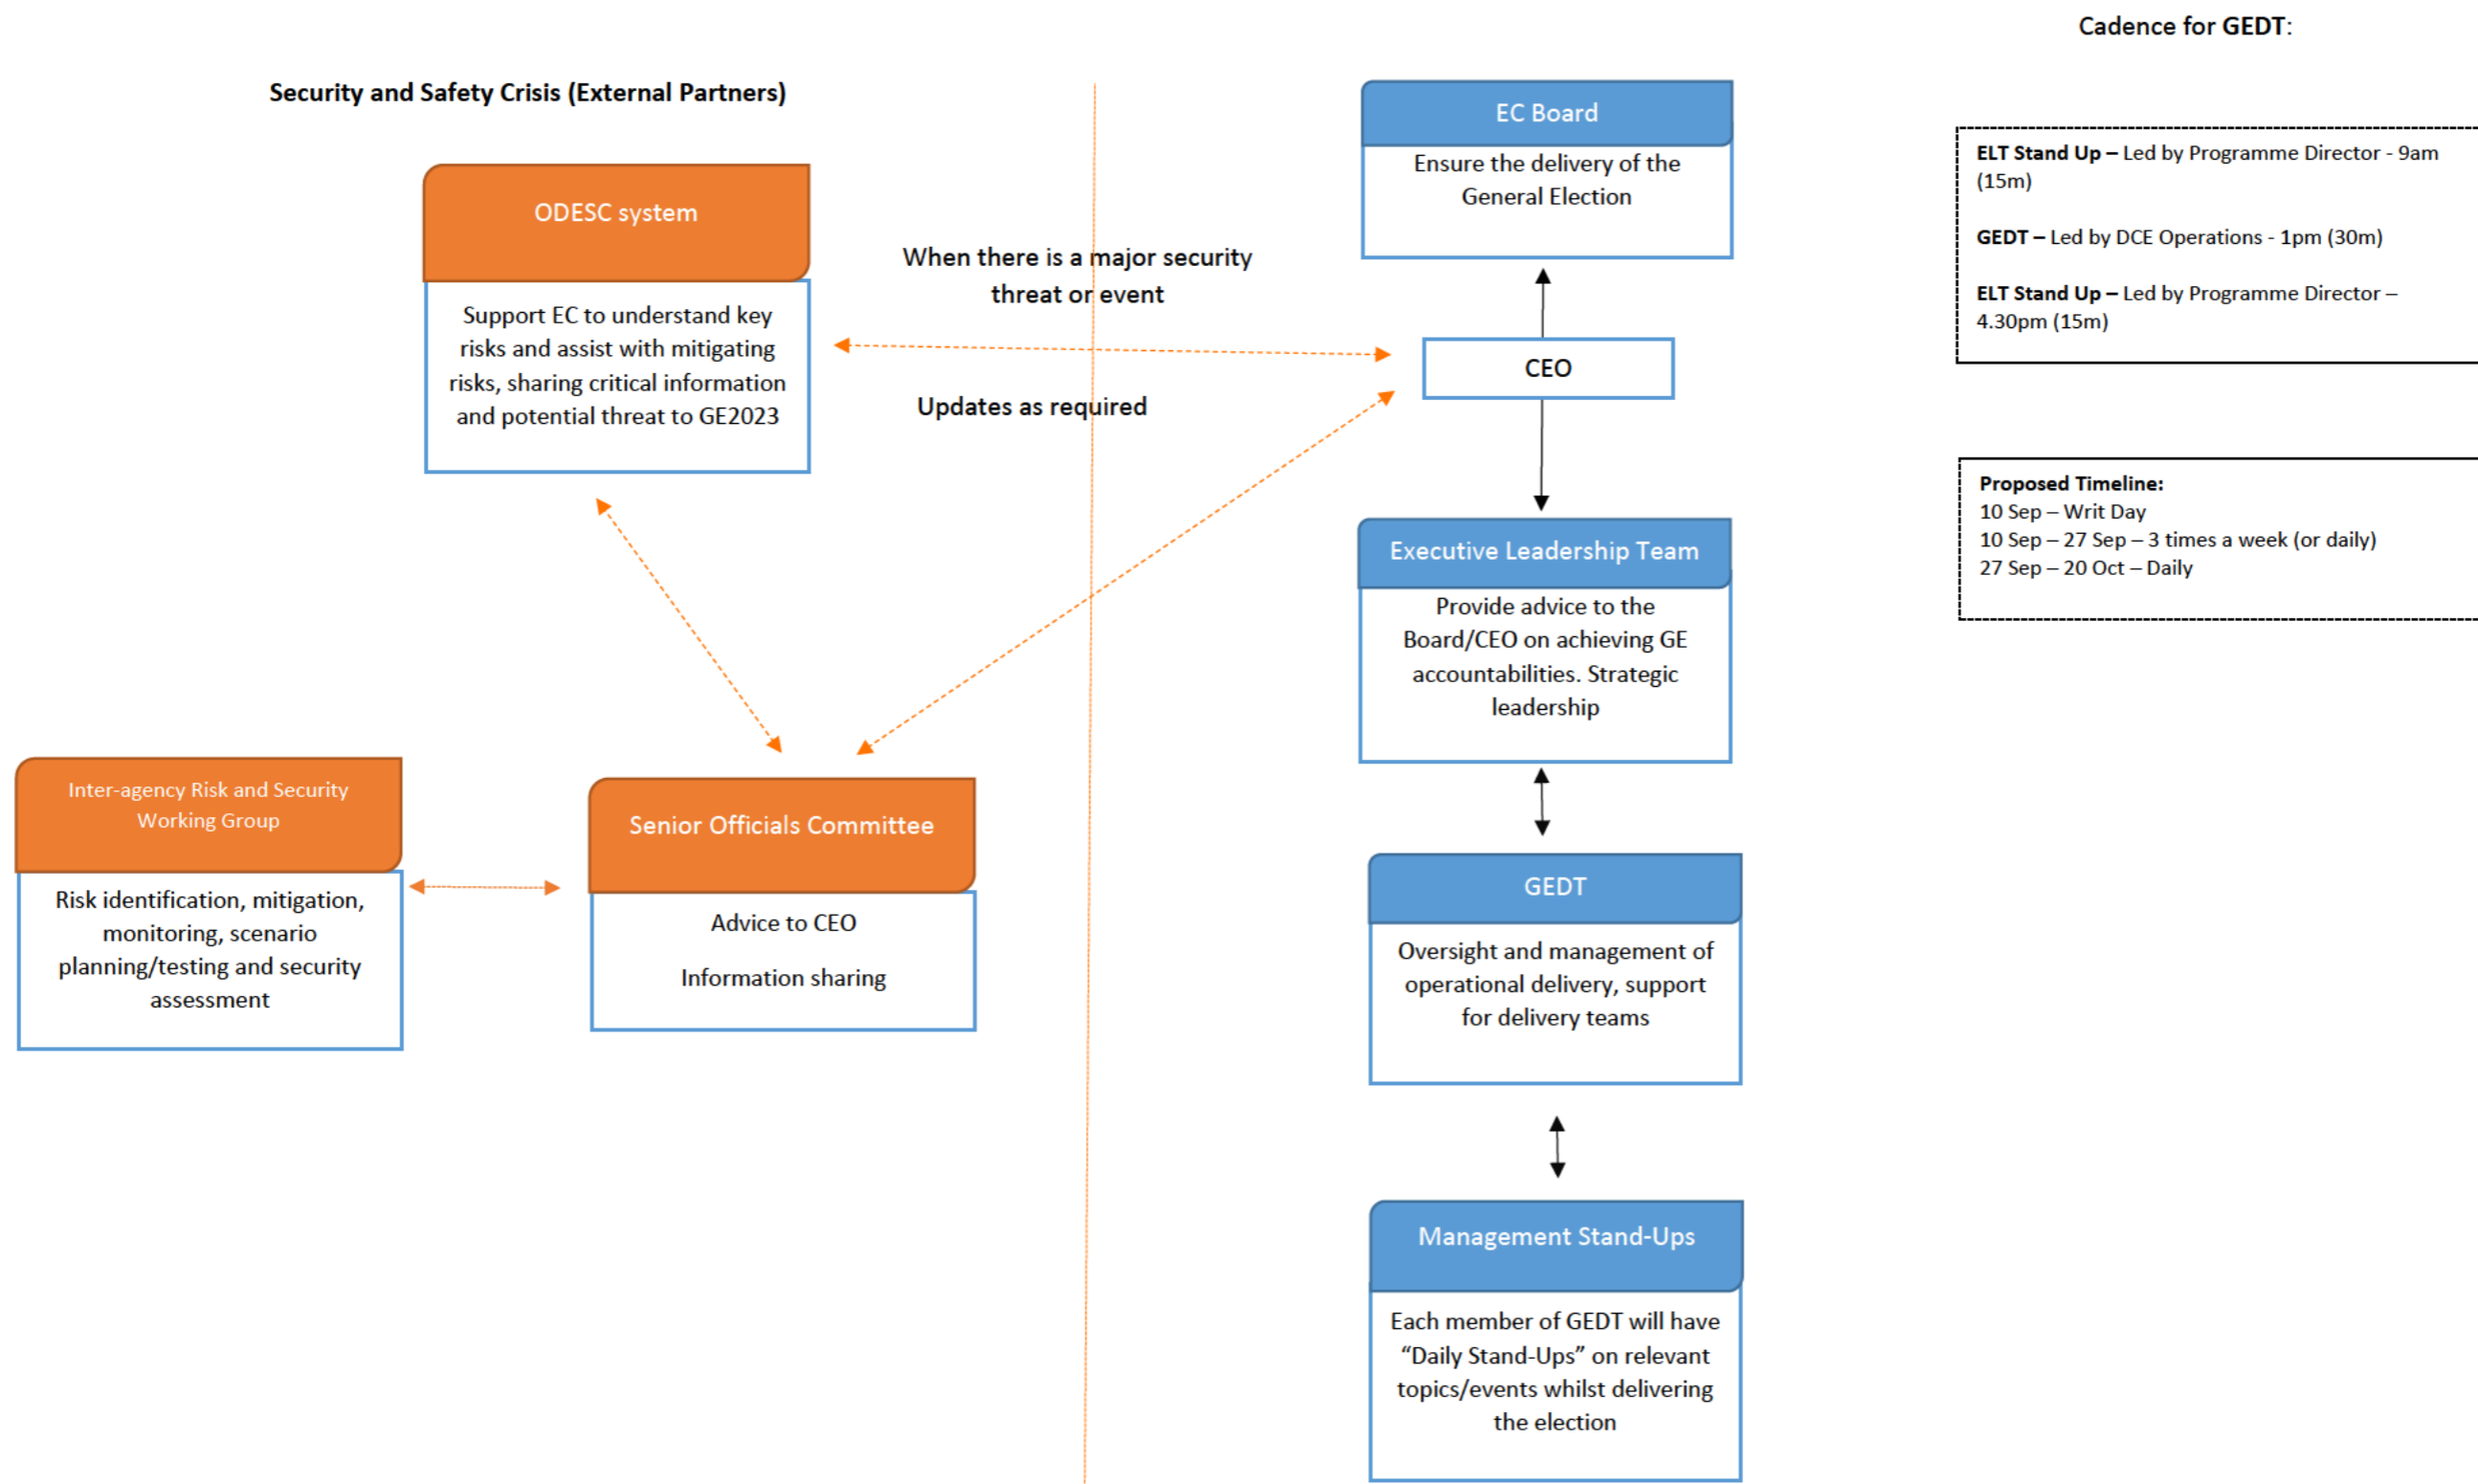 Cadence for GEDT:
Security and Safety Crisis (External Partners)
ODESC system
Support EC to understand key
risks and assist with mitigating
risks, sharing critical information
and potential threat to GE2023
When there is a major security
threat or event
Updates as required
Inter-agency Risk and Security
Working Group
Risk identification, mitigation,
monitoring, scenario
planning/testing and security
assessment
Senior Officials Committee
Advice to CEO
Information sharing
EC Board
Ensure the delivery of the
General Election
CEO
Executive Leadership Team
Provide advice to the
Board/CEO on achieving GE
accountabilities. Strategic
leadership
GEDT
Oversight and management of
operational delivery, support
for delivery teams
Management Stand-Ups
Each member of GEDT will have
“Daily Stand-Ups” on relevant
topics/events whilst delivering
the election
ELT Stand Up – Led by Programme Director - 9am
(15m)
GEDT – Led by DCE Operations - 1pm (30m)
ELT Stand Up – Led by Programme Director –
4.30pm (15m)
Proposed Timeline:
10 Sep – Writ Day
10 Sep – 27 Sep – 3 times a week (or daily)
27 Sep – 20 Oct – Daily